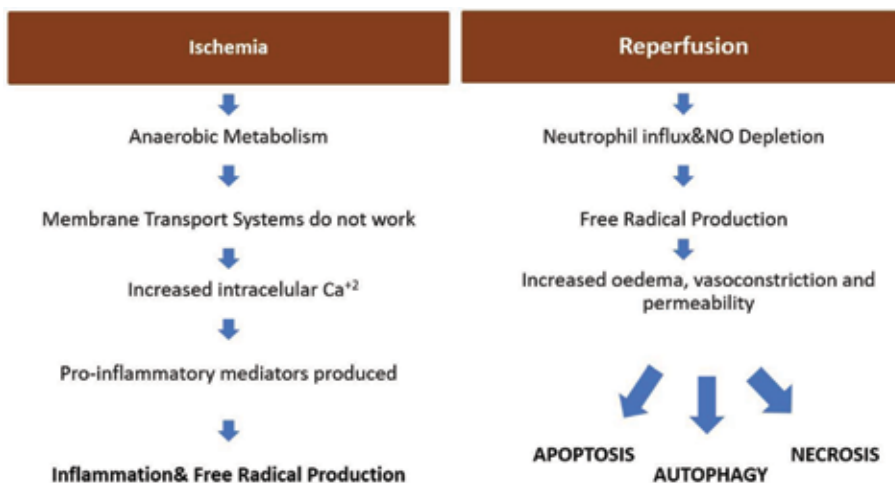 Ischemia
Anaerobic Metabolism
Membrane Transport Systems do not work
Increased intracelular Ca⁺²
Pro-inflammatory mediators produced
Inflammation& Free Radical Production
Reperfusion
Neutrophil influx&NO Depletion
Free Radical Production
Increased oedema, vasoconstriction and
permeability
APOPTOSIS
AUTOPHAGY
NECROSIS